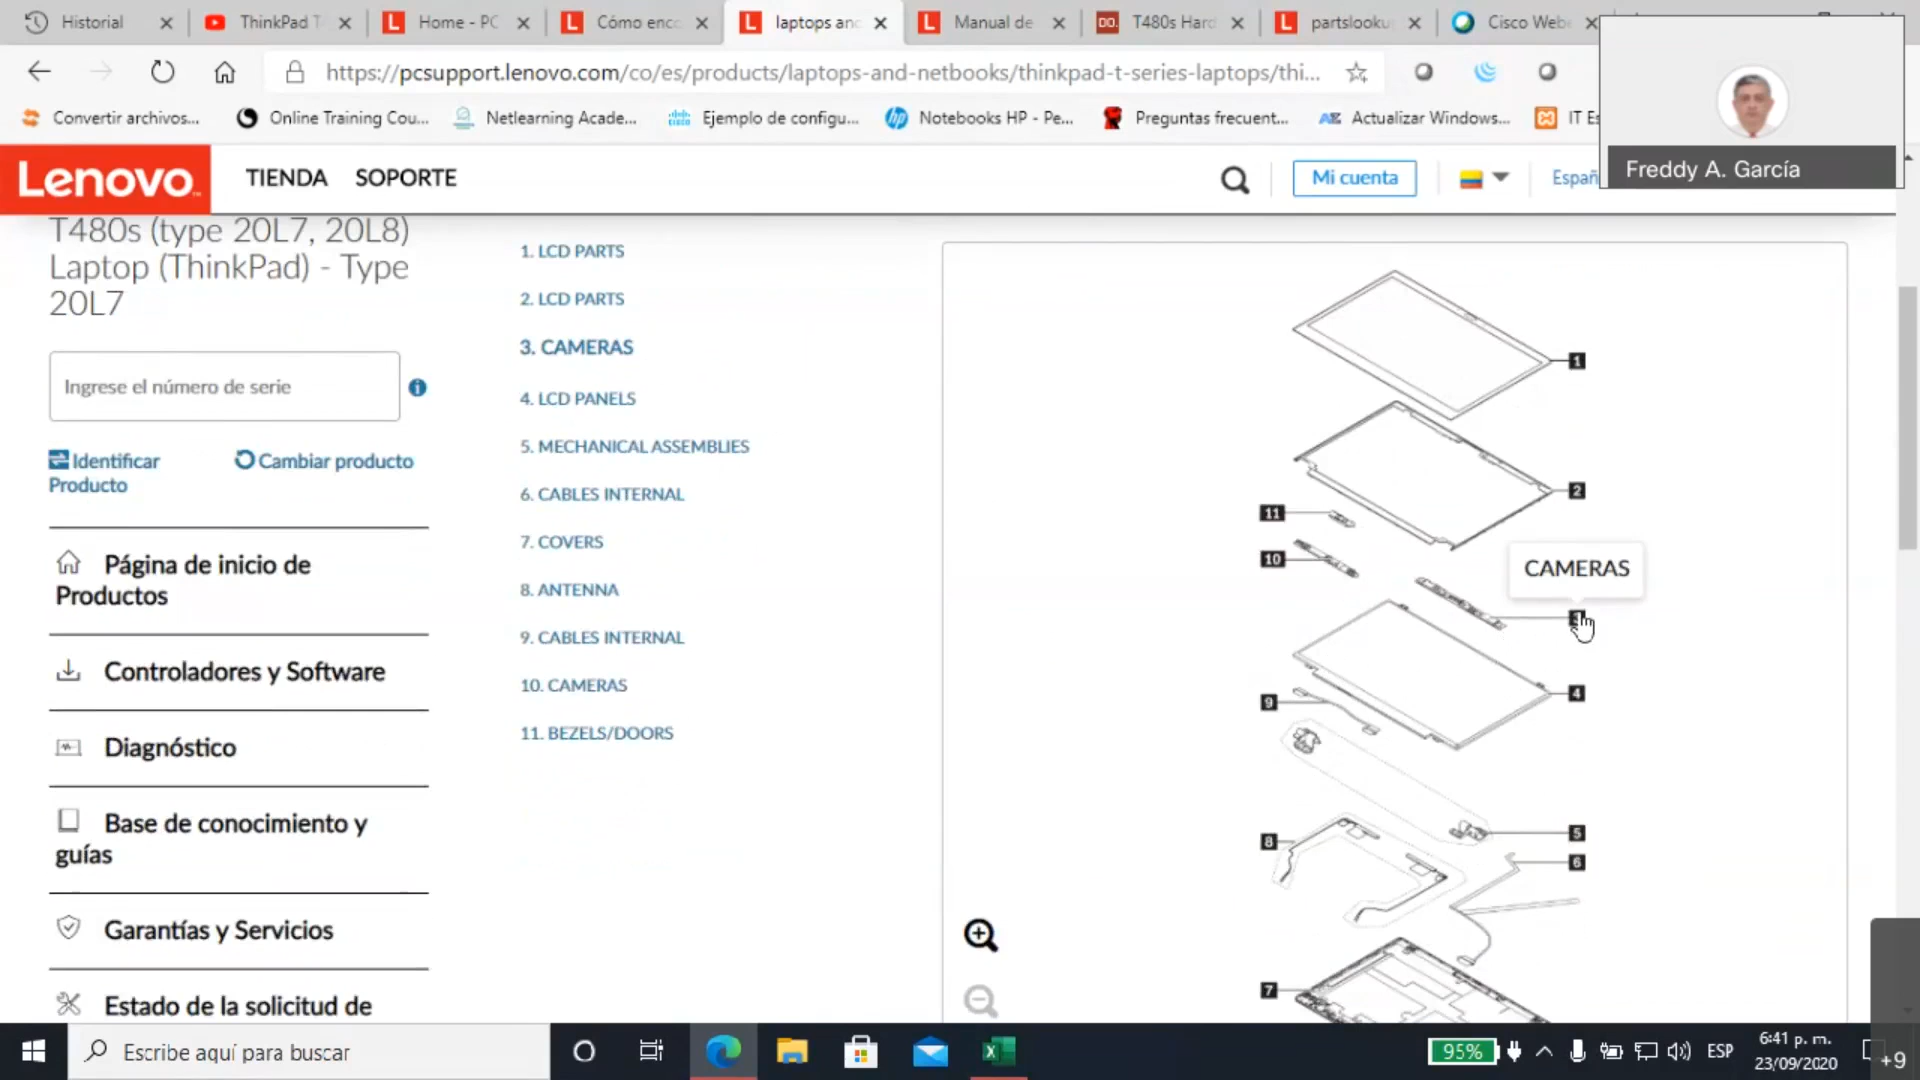 Historial
ThinkPad T
Home - PC
Cómo enco
laptops and
Manual de
T480s Hard
partslooku
Cisco Web
https://pcsupport.lenovo.com/co/es/products/laptops-and-netbooks/thinkpad-t-series-laptops/thi...
Convertir archivos...
Online Training Cou...
Netlearning Acade...
Ejemplo de configu...
Notebooks HP - Pe...
Preguntas frecuent...
Actualizar Windows...
IT Es
Freddy A. García
Lenovo
TIENDA
SOPORTE
Mi cuenta
Españ
T480s (type 20L7, 20L8)
Laptop (ThinkPad) - Type
20L7
Ingrese el número de serie
Identificar
Producto
Cambiar producto
Página de inicio de
Productos
Controladores y Software
Diagnóstico
Base de conocimiento y
guías
Garantías y Servicios
Estado de la solicitud de
1. LCD PARTS
2. LCD PARTS
3. CAMERAS
4. LCD PANELS
5. MECHANICAL ASSEMBLIES
6. CABLES INTERNAL
7. COVERS
8. ANTENNA
9. CABLES INTERNAL
10. CAMERAS
11. BEZELS/DOORS
1
2
11
10
CAMERAS
4
9
5
8
6
7
Escribe aquí para buscar
95%
ESP
6:41 p. m.
23/09/2020
+9